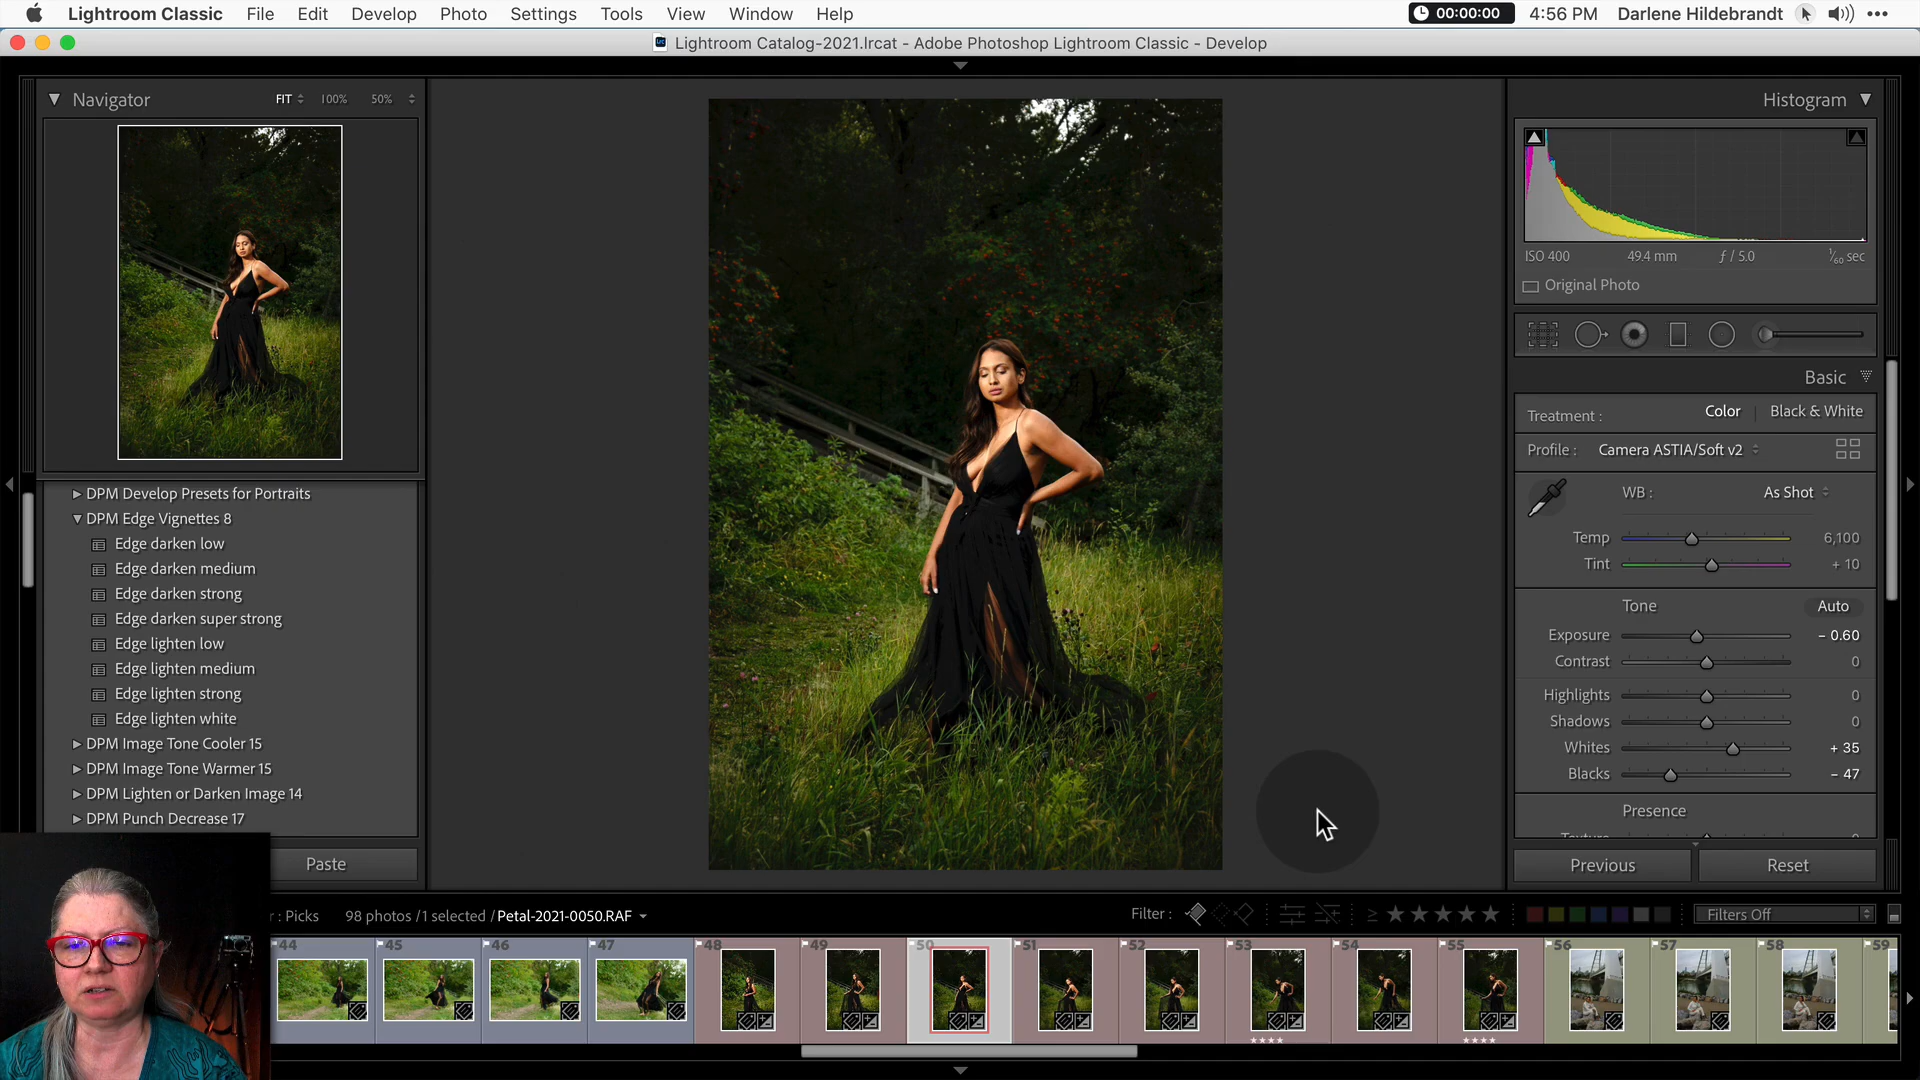 Lightroom Classic File Edit Develop Photo Settings Tools View Window Help 00:00:00 4:56 PM Darlene Hildebrandt
Lightroom Catalog-2021.lrcat - Adobe Photoshop Lightroom Classic - Develop
Navigator FIT 100% 50%
DPM Develop Presets for Portraits
DPM Edge Vignettes 8
Edge darken low
Edge darken medium
Edge darken strong
Edge darken super strong
Edge lighten low
Edge lighten medium
Edge lighten strong
Edge lighten white
DPM Image Tone Cooler 15
DPM Image Tone Warmer 15
DPM Lighten or Darken Image 14
DPM Punch Decrease 17
Paste
Histogram
ISO 400 49.4 mm ƒ / 5.0 1/60 sec
Original Photo
Basic
Treatment : Color Black & White
Profile : Camera ASTIA/Soft v2
WB : As Shot
Temp 6,100
Tint + 10
Tone Auto
Exposure - 0.60
Contrast 0
Highlights 0
Shadows 0
Whites + 35
Blacks - 47
Presence
Previous Reset
: Picks 98 photos / 1 selected / Petal-2021-0050.RAF Filter : ≥ ★★★★★ Filters Off
44 45 46 47 48 49 50 51 52 53 54 55 56 57 58 59